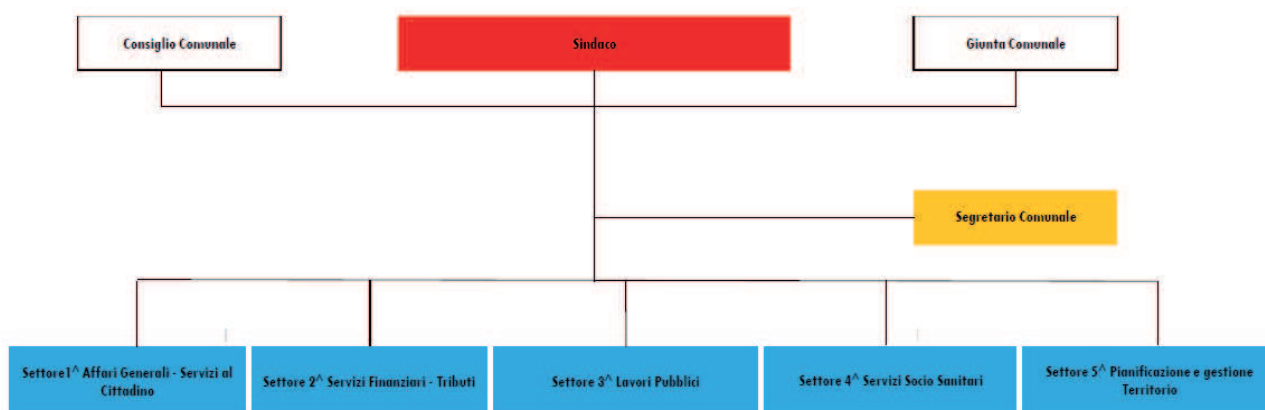 Consiglio Comunale
Sindaco
Giunta Comunale
Segretario Comunale
Settore1^ Affari Generali - Servizi al
Cittadino
Settore 2^ Servizi Finanziari - Tributi
Settore 3^ Lavori Pubblici
Settore 4^ Servizi Socio Sanitari
Settore 5^ Pianificazione e gestione
Territorio